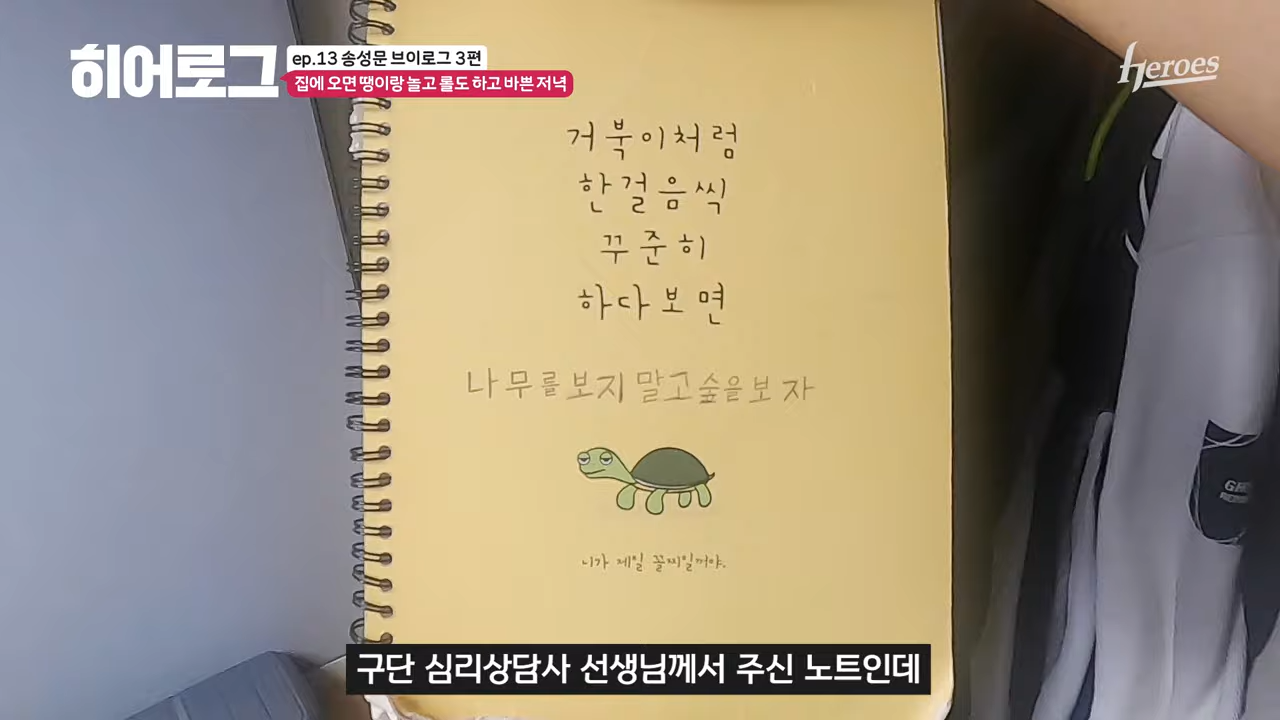 히어로그
ep.13 송성문 브이로그 3편
집에 오면 땡이랑 놀고 롤도 하고 바쁜 저녁
Heroes
거북이처럼
한걸음씩
꾸준히
하다보면
나무를보지말고숲을보자
니가 제일 꼴찌일꺼야.
구단 심리상담사 선생님께서 주신 노트인데